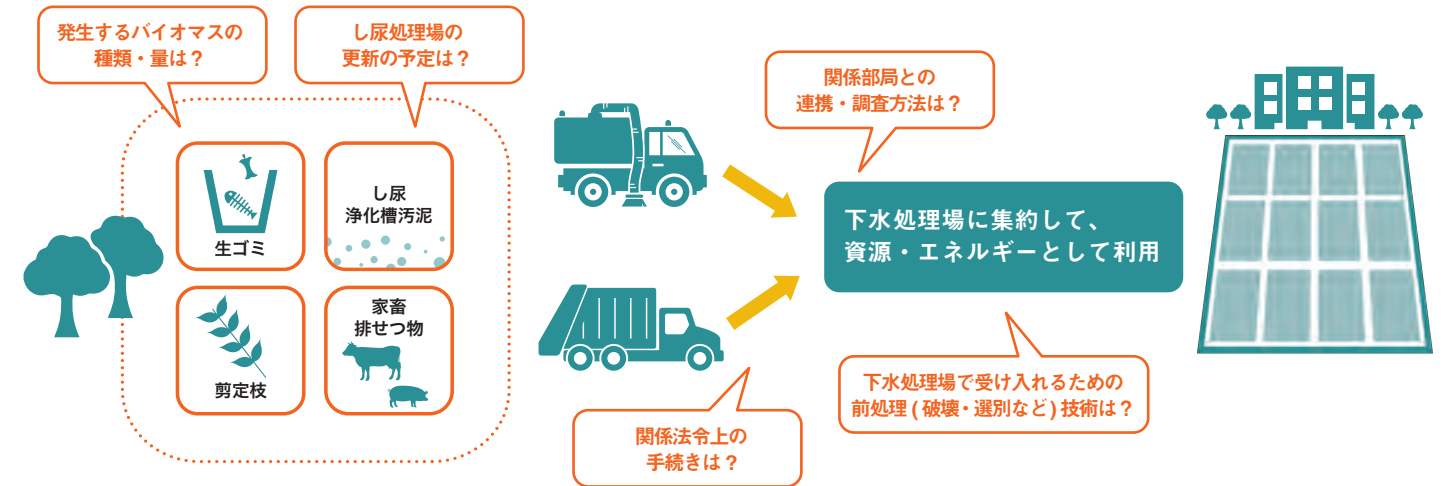 発生するバイオマスの
種類・量は？
し尿処理場の
更新の予定は？
関係部局との
連携・調査方法は？
生ゴミ
し尿
浄化槽汚泥
剪定枝
家畜
排せつ物
下水処理場に集約して、
資源・エネルギーとして利用
関係法令上の
手続きは？
下水処理場で受け入れるための
前処理(破壊・選別など)技術は？